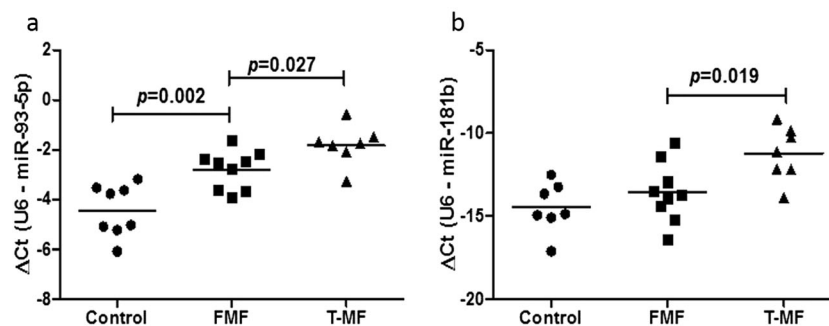 a
ΔCt (U6 - miR-93-5p)
2
0
-2
-4
-6
-8
p=0.002
p=0.027
Control FMF T-MF
b
ΔCt (U6 - miR-181b)
-5
-10
-15
-20
p=0.019
Control FMF T-MF